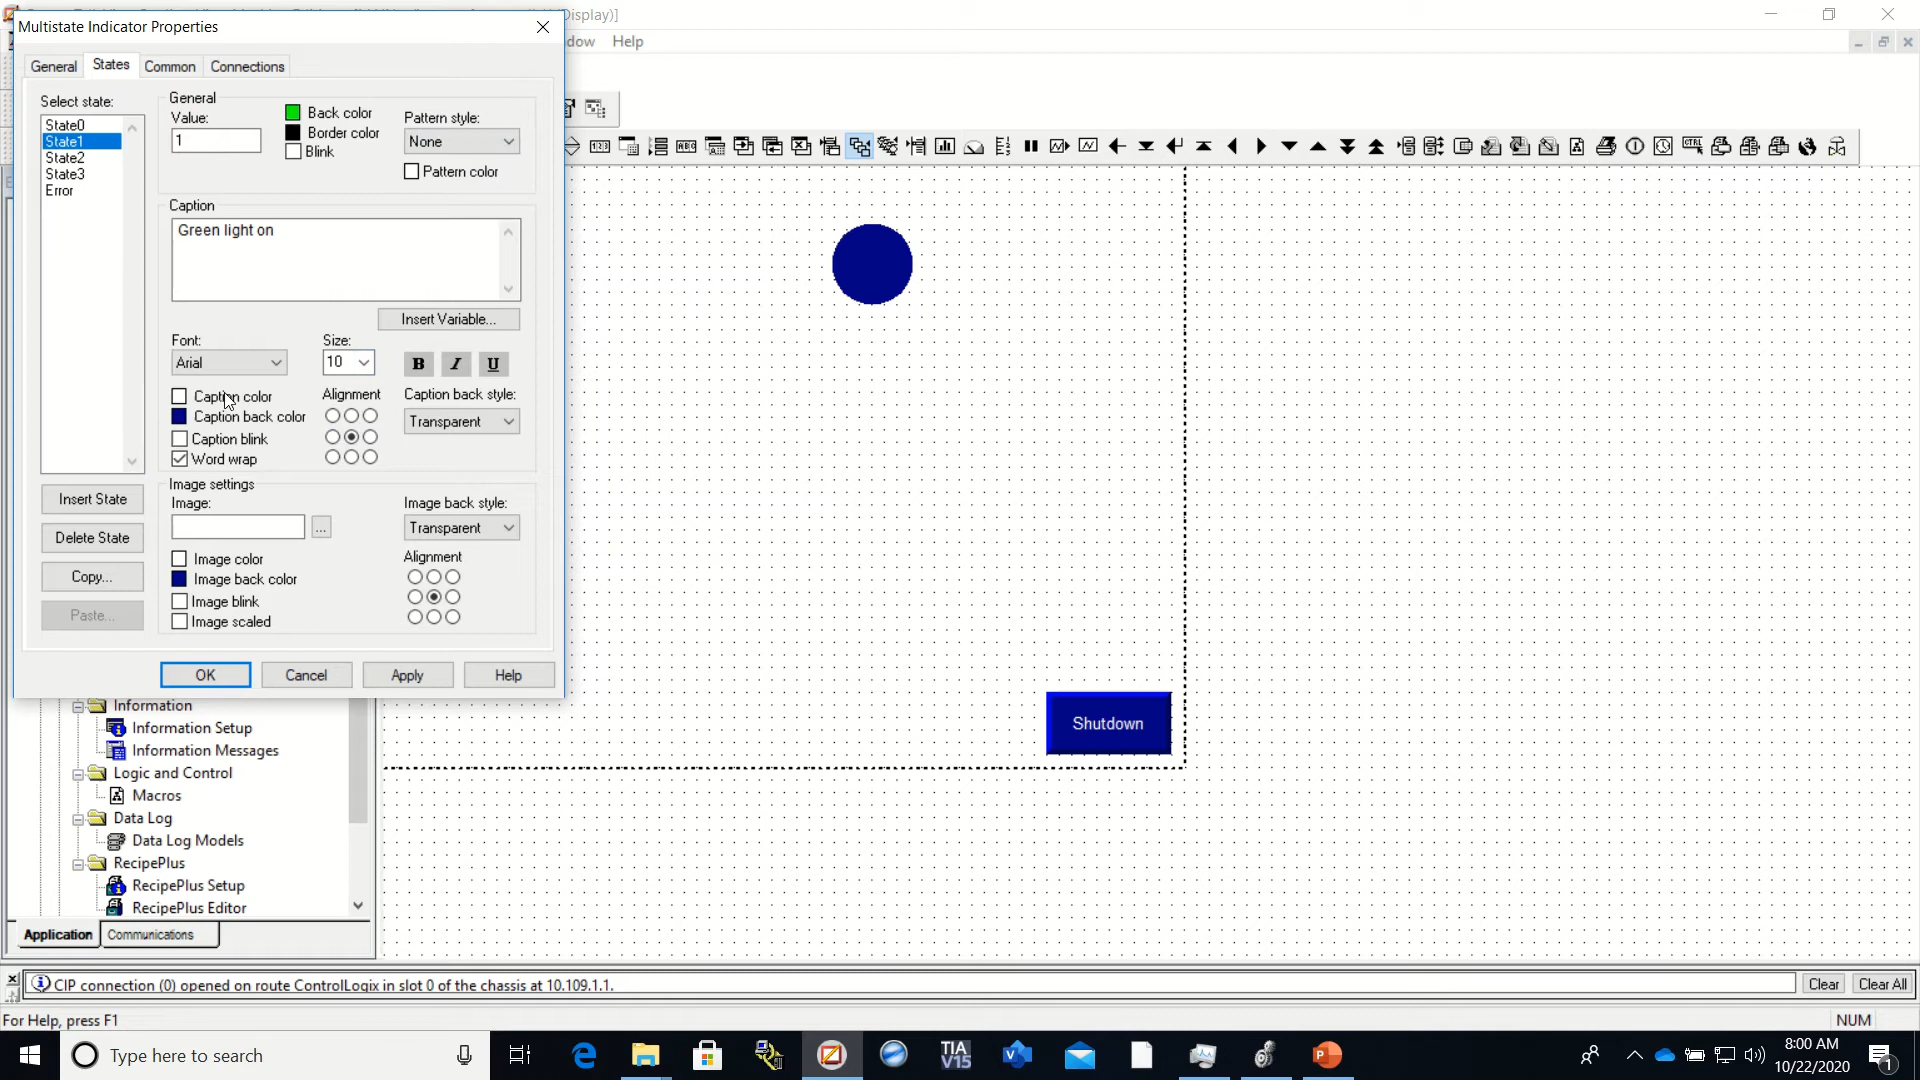 Multistate Indicator Properties
Display)]
dow Help
General States Common Connections
Select state:
State0
State1
State2
State3
Error
General
Value:
1
Back color
Border color
Blink
Pattern style:
None
Pattern color
Caption
Green light on
Insert Variable...
Font:
Arial
Size:
10
B I U
Caption color
Caption back color
Caption blink
Word wrap
Alignment
Caption back style:
Transparent
Image settings
Image:
...
Image back style:
Transparent
Image color
Image back color
Image blink
Image scaled
Alignment
Insert State
Delete State
Copy...
Paste...
OK Cancel Apply Help
Shutdown
Information
Information Setup
Information Messages
Logic and Control
Macros
Data Log
Data Log Models
RecipePlus
RecipePlus Setup
RecipePlus Editor
Application Communications
CIP connection (0) opened on route ControlLogix in slot 0 of the chassis at 10.109.1.1.
Clear Clear All
For Help, press F1
NUM
Type here to search
TIA
V15
8:00 AM
10/22/2020
1